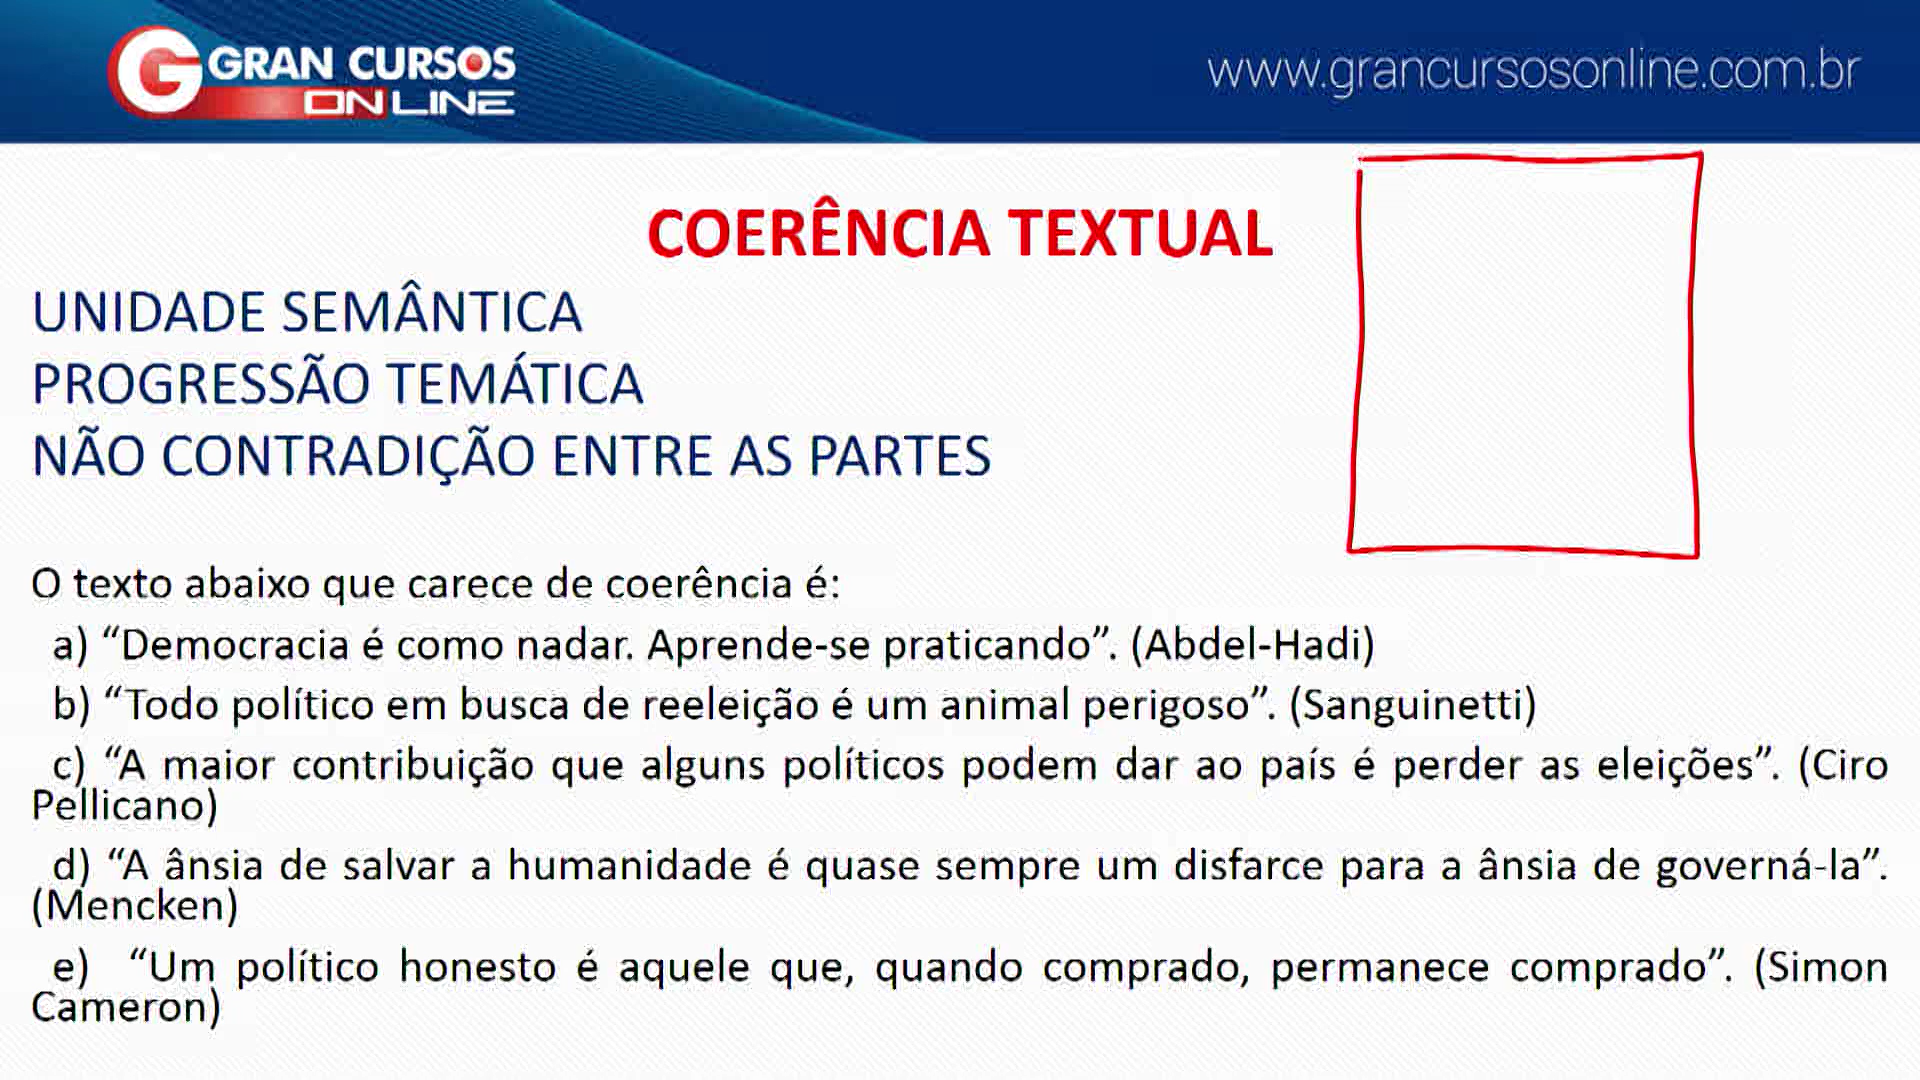 GRAN CURSOS
ONLINE
www.grancursosonline.com.br
COERÊNCIA TEXTUAL
UNIDADE SEMÂNTICA
PROGRESSÃO TEMÁTICA
NÃO CONTRADIÇÃO ENTRE AS PARTES
O texto abaixo que carece de coerência é:
a) “Democracia é como nadar. Aprende-se praticando”. (Abdel-Hadi)
b) “Todo político em busca de reeleição é um animal perigoso”. (Sanguinetti)
c) “A maior contribuição que alguns políticos podem dar ao país é perder as eleições”. (Ciro
Pellicano)
d) “A ânsia de salvar a humanidade é quase sempre um disfarce para a ânsia de governá-la”.
(Mencken)
e) “Um político honesto é aquele que, quando comprado, permanece comprado”. (Simon
Cameron)